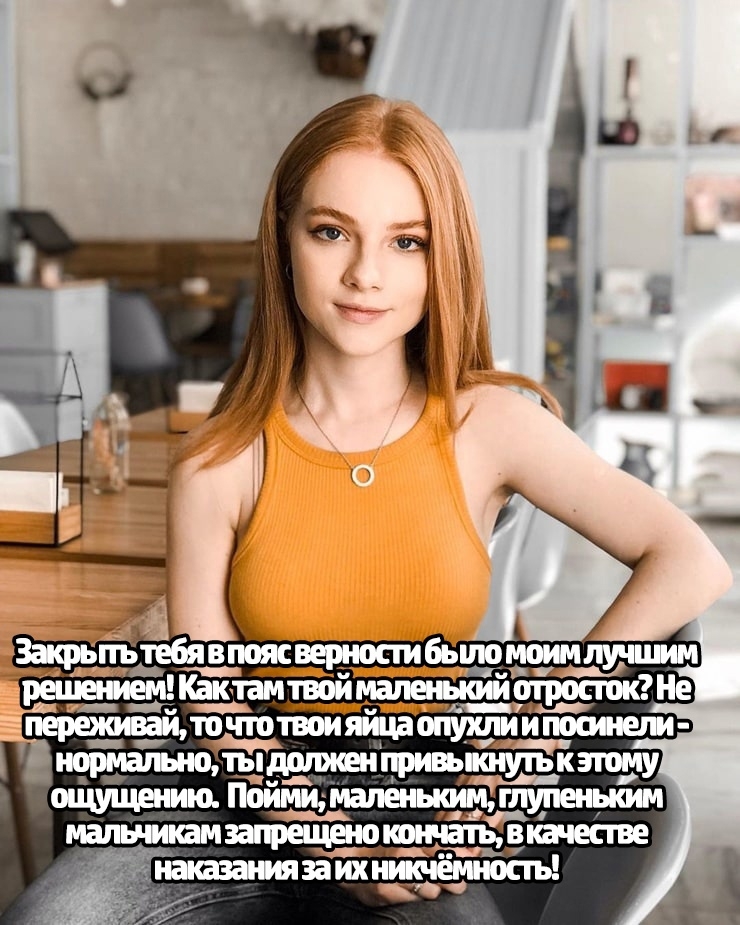 Закрыть тебя в пояс верности было моим лучшим
решением! Как там твой маленький отросток? Не
переживай, то что твои яйца опухли и посинели -
нормально, ты должен привыкнуть к этому
ощущению. Пойми, маленьким, глупеньким
мальчикам запрещено кончать, в качестве
наказания за их никчёмность!